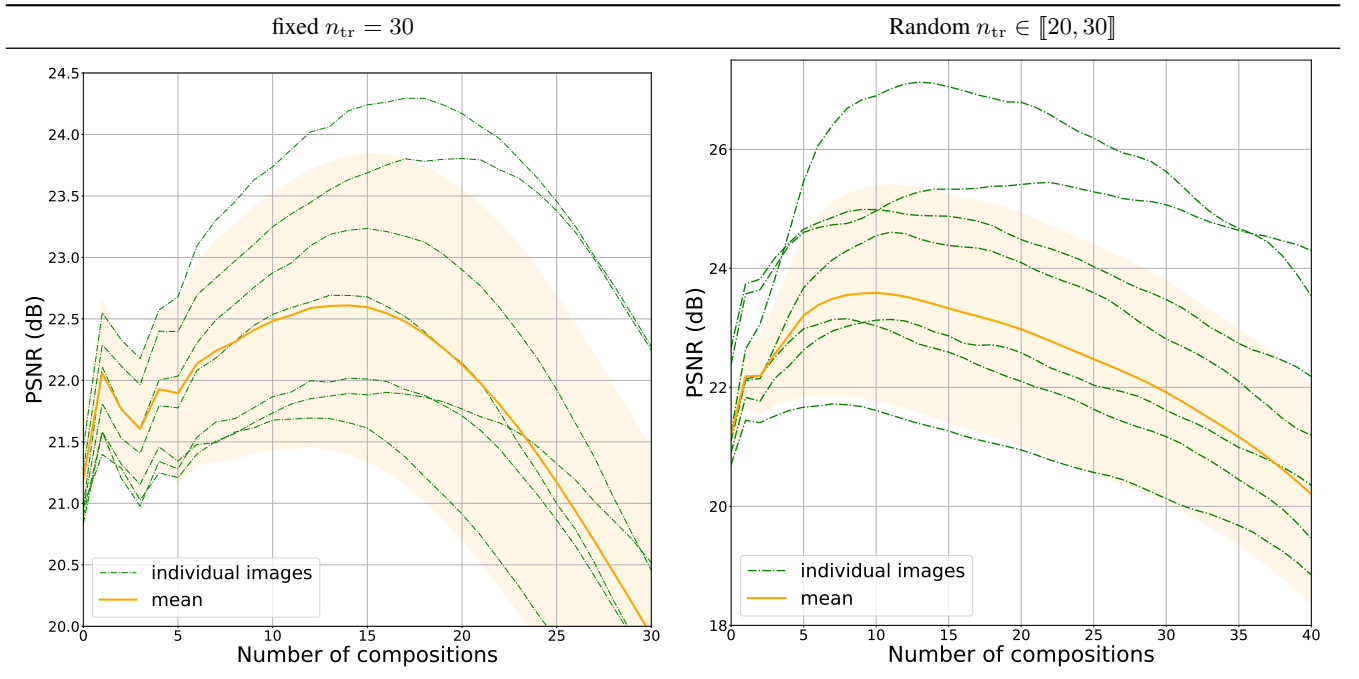 fixed n_tr = 30
Random n_tr ∈ ⟦20, 30⟧
PSNR (dB)
24.5
24.0
23.5
23.0
22.5
22.0
21.5
21.0
20.5
20.0
individual images
mean
0 5 10 15 20 25 30
Number of compositions
PSNR (dB)
26
24
22
20
18
individual images
mean
0 5 10 15 20 25 30 35 40
Number of compositions